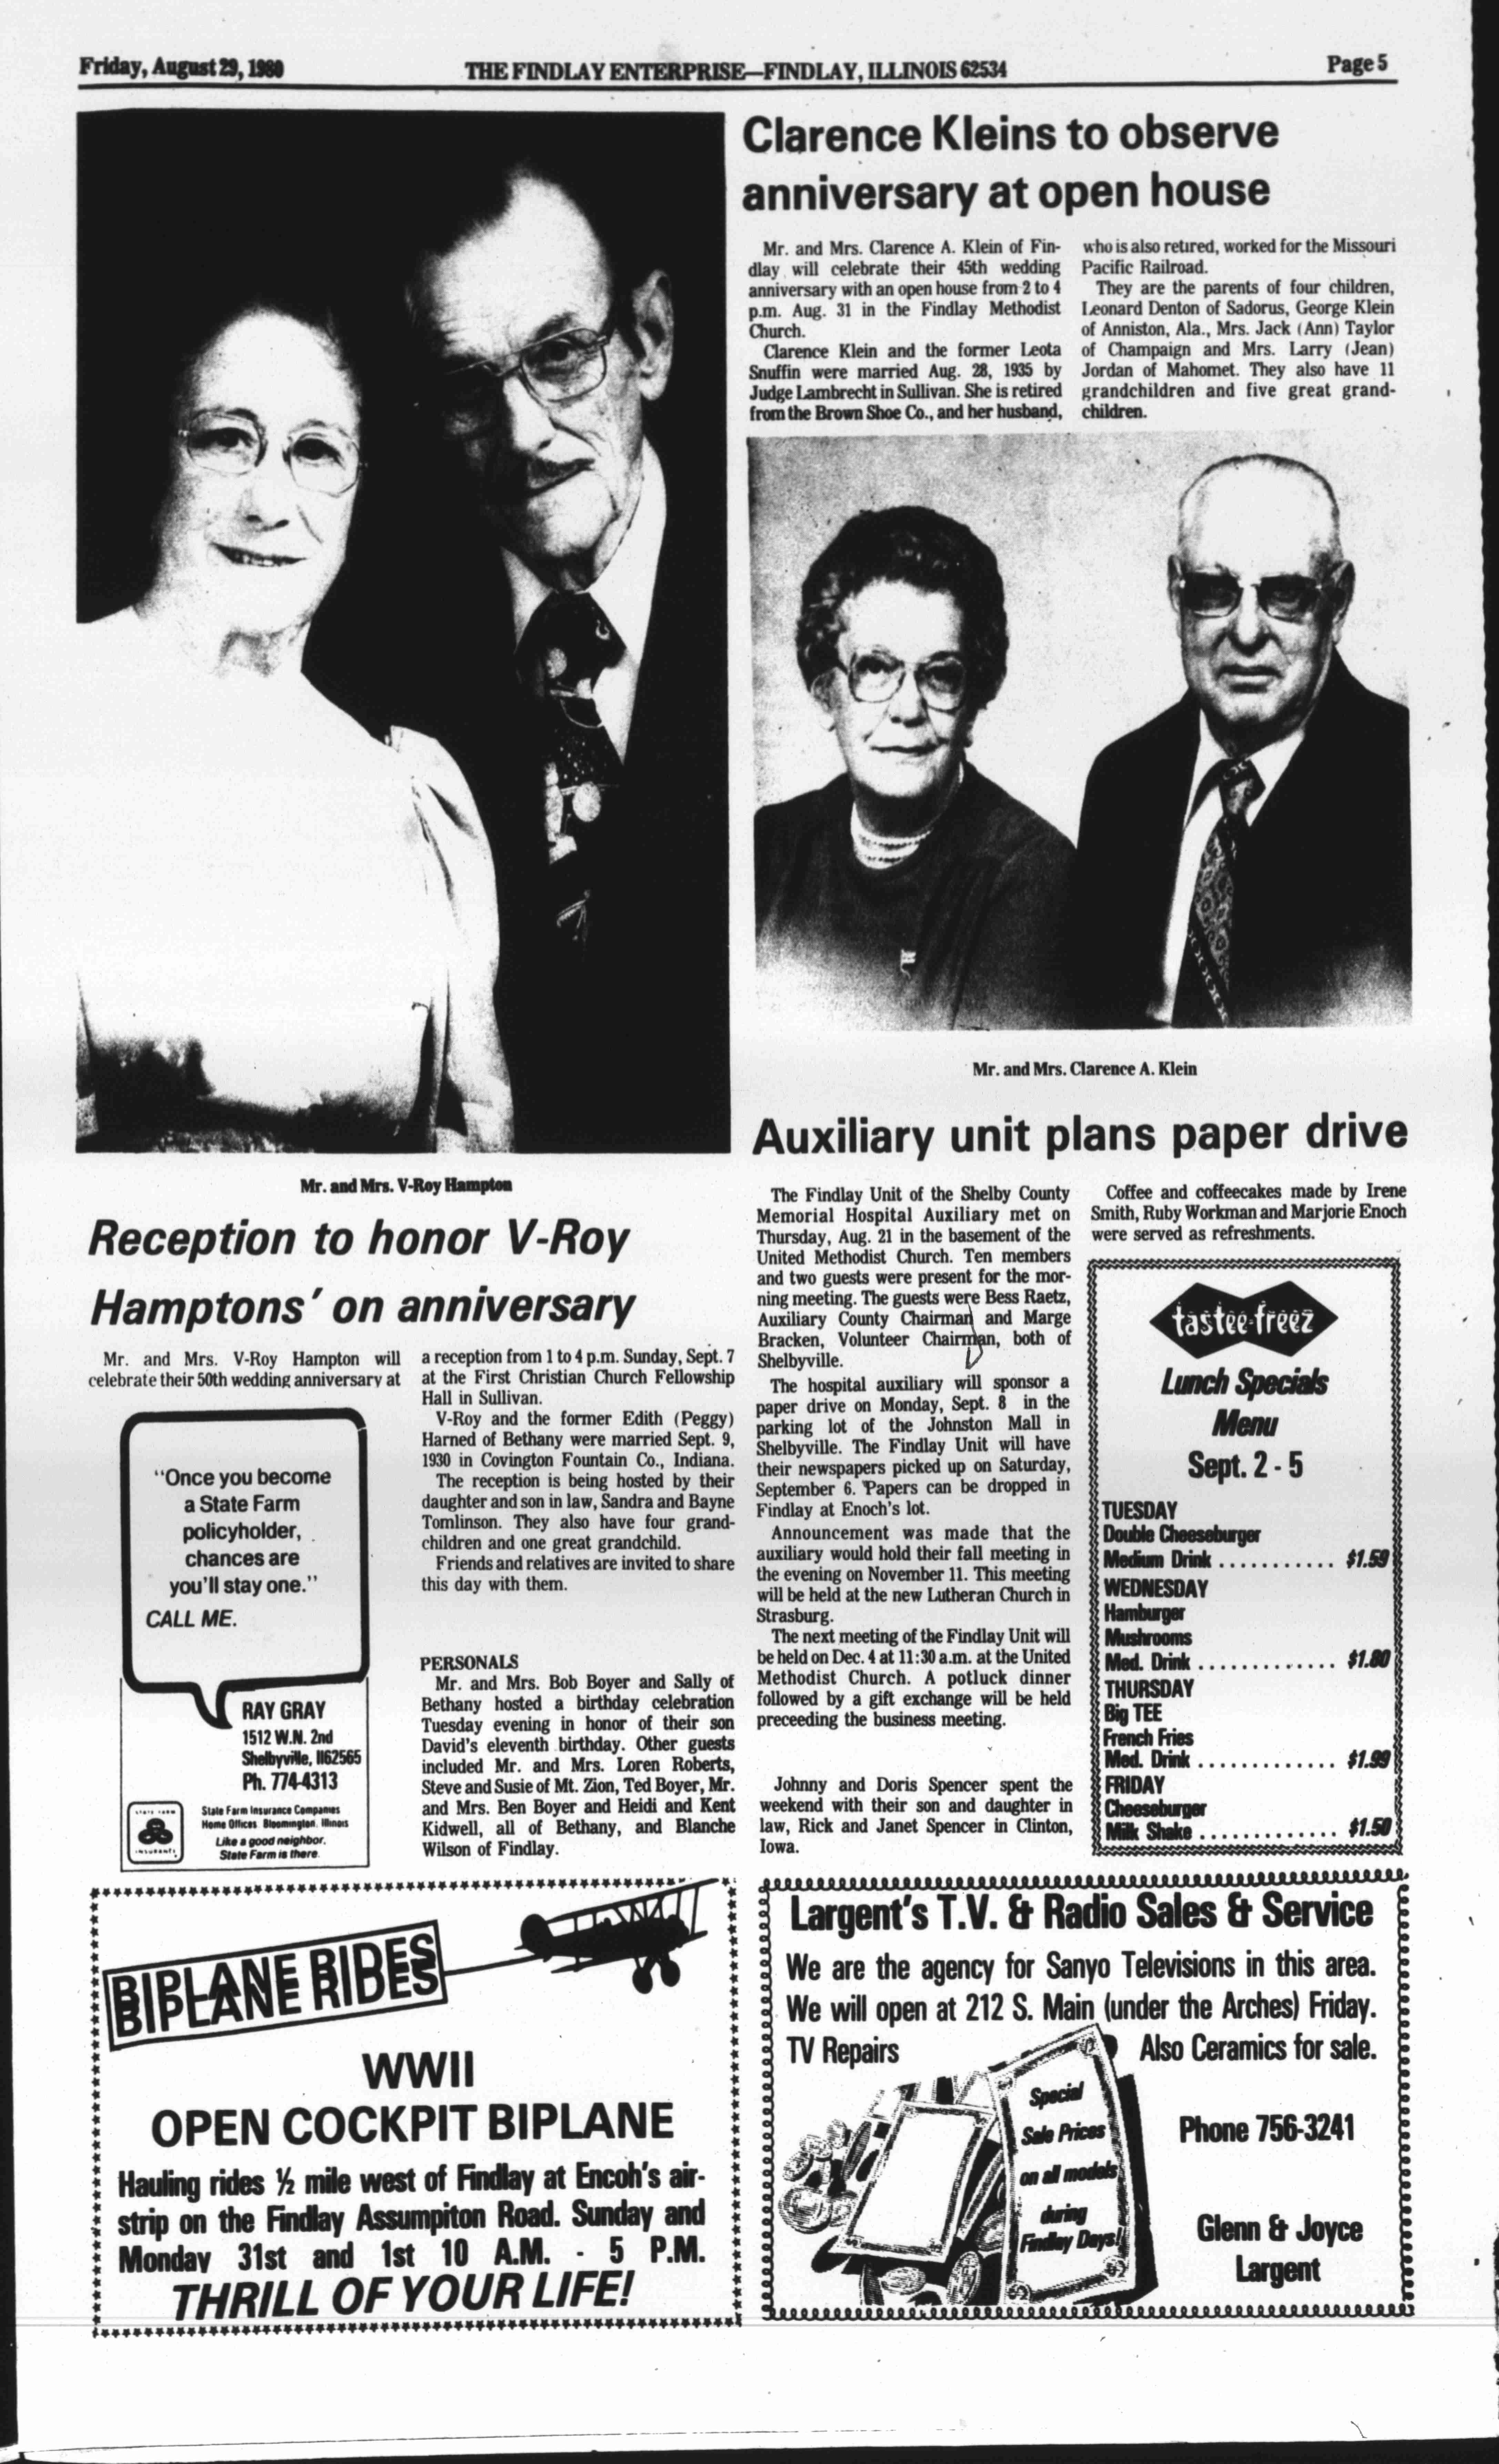 Friday, August 29, 1980
THE FINDLAY ENTERPRISE—FINDLAY, ILLINOIS 62534
Page 5
Clarence Kleins to observe
anniversary at open house
Mr. and Mrs. Clarence A. Klein of Fin-
dlay will celebrate their 45th wedding
anniversary with an open house from 2 to 4
p.m. Aug. 31 in the Findlay Methodist
Church.
Clarence Klein and the former Leota
Snuffin were married Aug. 28, 1935 by
Judge Lambrecht in Sullivan. She is retired
from the Brown Shoe Co., and her husband,
who is also retired, worked for the Missouri
Pacific Railroad.
They are the parents of four children,
Leonard Denton of Sadorus, George Klein
of Anniston, Ala., Mrs. Jack (Ann) Taylor
of Champaign and Mrs. Larry (Jean)
Jordan of Mahomet. They also have 11
grandchildren and five great grand-
children.
Mr. and Mrs. Clarence A. Klein
Mr. and Mrs. V-Roy Hampton
Reception to honor V-Roy
Hamptons' on anniversary
Mr. and Mrs. V-Roy Hampton will
celebrate their 50th wedding anniversary at
a reception from 1 to 4 p.m. Sunday, Sept. 7
at the First Christian Church Fellowship
Hall in Sullivan.
V-Roy and the former Edith (Peggy)
Harned of Bethany were married Sept. 9,
1930 in Covington Fountain Co., Indiana.
The reception is being hosted by their
daughter and son in law, Sandra and Bayne
Tomlinson. They also have four grand-
children and one great grandchild.
Friends and relatives are invited to share
this day with them.
"Once you become
a State Farm
policyholder,
chances are
you'll stay one."
CALL ME.
RAY GRAY
1512 W.N. 2nd
Shelbyville, Il62565
Ph. 774-4313
STATE FARM
INSURANCE
State Farm Insurance Companies
Home Offices Bloomington, Illinois
Like a good neighbor,
State Farm is there.
PERSONALS
Mr. and Mrs. Bob Boyer and Sally of
Bethany hosted a birthday celebration
Tuesday evening in honor of their son
David's eleventh birthday. Other guests
included Mr. and Mrs. Loren Roberts,
Steve and Susie of Mt. Zion, Ted Boyer, Mr.
and Mrs. Ben Boyer and Heidi and Kent
Kidwell, all of Bethany, and Blanche
Wilson of Findlay.
Auxiliary unit plans paper drive
The Findlay Unit of the Shelby County
Memorial Hospital Auxiliary met on
Thursday, Aug. 21 in the basement of the
United Methodist Church. Ten members
and two guests were present for the mor-
ning meeting. The guests were Bess Raetz,
Auxiliary County Chairman and Marge
Bracken, Volunteer Chairman, both of
Shelbyville.
The hospital auxiliary will sponsor a
paper drive on Monday, Sept. 8 in the
parking lot of the Johnston Mall in
Shelbyville. The Findlay Unit will have
their newspapers picked up on Saturday,
September 6. Papers can be dropped in
Findlay at Enoch's lot.
Announcement was made that the
auxiliary would hold their fall meeting in
the evening on November 11. This meeting
will be held at the new Lutheran Church in
Strasburg.
The next meeting of the Findlay Unit will
be held on Dec. 4 at 11:30 a.m. at the United
Methodist Church. A potluck dinner
followed by a gift exchange will be held
preceeding the business meeting.
Johnny and Doris Spencer spent the
weekend with their son and daughter in
law, Rick and Janet Spencer in Clinton,
Iowa.
Coffee and coffeecakes made by Irene
Smith, Ruby Workman and Marjorie Enoch
were served as refreshments.
tastee-freez
Lunch Specials
Menu
Sept. 2 - 5
TUESDAY
Double Cheeseburger
Medium Drink ........... $1.59
WEDNESDAY
Hamburger
Mushrooms
Med. Drink .............. $1.80
THURSDAY
Big TEE
French Fries
Med. Drink .............. $1.99
FRIDAY
Cheeseburger
Milk Shake .............. $1.50
BIPLANE RIDES
WWII
OPEN COCKPIT BIPLANE
Hauling rides ½ mile west of Findlay at Encoh's air-
strip on the Findlay Assumpiton Road. Sunday and
Monday 31st and 1st 10 A.M. - 5 P.M.
THRILL OF YOUR LIFE!
Largent's T.V. & Radio Sales & Service
We are the agency for Sanyo Televisions in this area.
We will open at 212 S. Main (under the Arches) Friday.
TV Repairs
Also Ceramics for sale.
Special
Sale Prices
on all models
during
Findlay Days!
Phone 756-3241
Glenn & Joyce
Largent